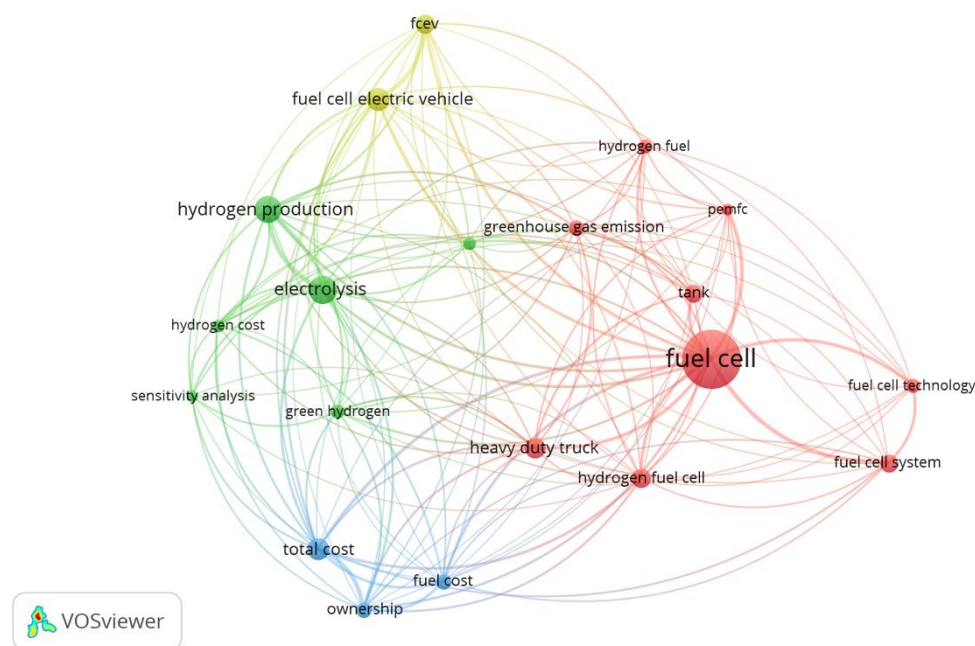 fcev
fuel cell electric vehicle
hydrogen fuel
hydrogen production
pemfc
greenhouse gas emission
electrolysis
tank
hydrogen cost
fuel cell
fuel cell technology
sensitivity analysis
green hydrogen
heavy duty truck
fuel cell system
hydrogen fuel cell
total cost
fuel cost
ownership
VOSviewer